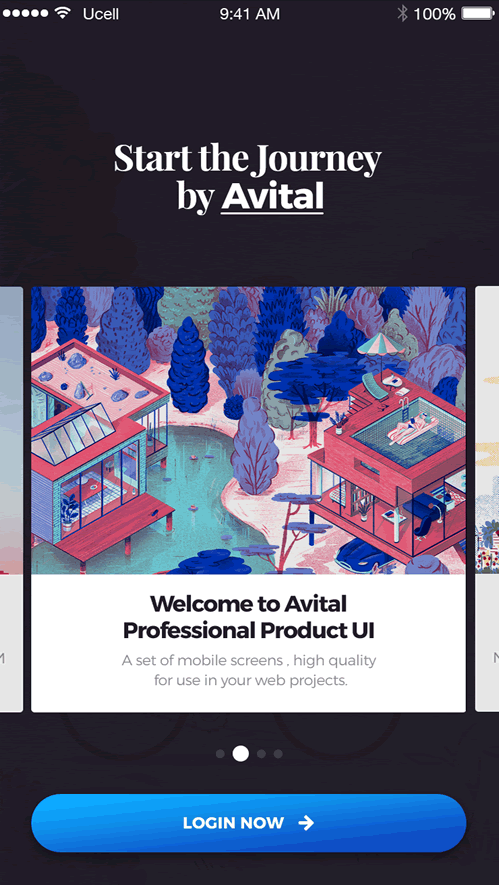 Ucell 9:41 AM 100%
Start the Journey
by Avital
Welcome to Avital
Professional Product UI
A set of mobile screens , high quality
for use in your web projects.
LOGIN NOW